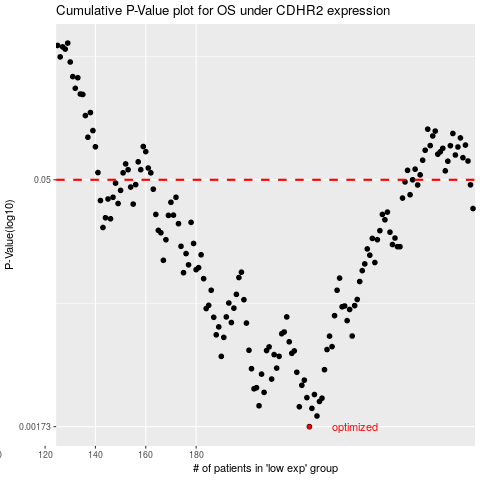 Cumulative P-Value plot for OS under CDHR2 expression
P-Value(log10)
0.05
0.00173
optimized
0 120 140 160 180
# of patients in 'low exp' group